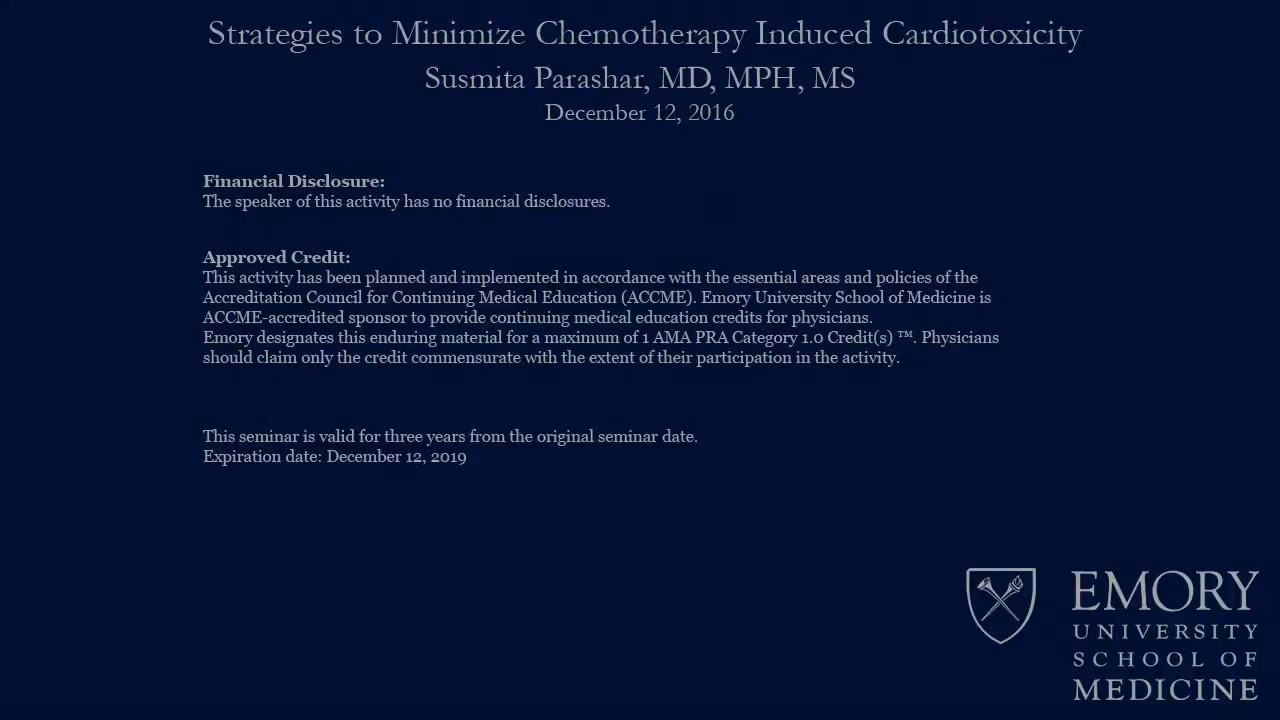 Strategies to Minimize Chemotherapy Induced Cardiotoxicity
Susmita Parashar, MD, MPH, MS
December 12, 2016
Financial Disclosure:
The speaker of this activity has no financial disclosures.
Approved Credit:
This activity has been planned and implemented in accordance with the essential areas and policies of the
Accreditation Council for Continuing Medical Education (ACCME). Emory University School of Medicine is
ACCME-accredited sponsor to provide continuing medical education credits for physicians.
Emory designates this enduring material for a maximum of 1 AMA PRA Category 1.0 Credit(s) ™. Physicians
should claim only the credit commensurate with the extent of their participation in the activity.
This seminar is valid for three years from the original seminar date.
Expiration date: December 12, 2019
EMORY
UNIVERSITY
SCHOOL OF
MEDICINE